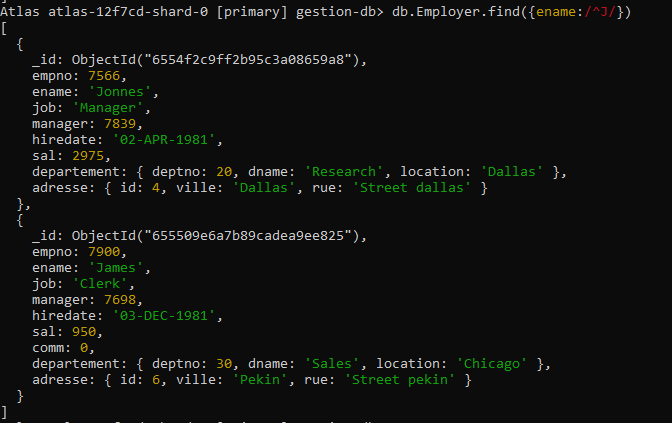 Atlas atlas-12f7cd-shard-0 [primary] gestion-db> db.Employer.find({ename:/^J/})
[
  {
    _id: ObjectId("6554f2c9ff2b95c3a08659a8"),
    empno: 7566,
    ename: 'Jonnes',
    job: 'Manager',
    manager: 7839,
    hiredate: '02-APR-1981',
    sal: 2975,
    departement: { deptno: 20, dname: 'Research', location: 'Dallas' },
    adresse: { id: 4, ville: 'Dallas', rue: 'Street dallas' }
  },
  {
    _id: ObjectId("655509e6a7b89cadea9ee825"),
    empno: 7900,
    ename: 'James',
    job: 'Clerk',
    manager: 7698,
    hiredate: '03-DEC-1981',
    sal: 950,
    comm: 0,
    departement: { deptno: 30, dname: 'Sales', location: 'Chicago' },
    adresse: { id: 6, ville: 'Pekin', rue: 'Street pekin' }
  }
]